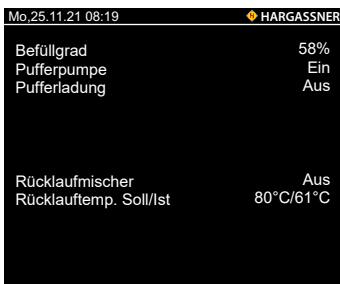 Mo,25.11.21 08:19 HARGASSNER
Befüllgrad 58%
Pufferpumpe Ein
Pufferladung Aus
Rücklaufmischer Aus
Rücklauftemp. Soll/Ist 80°C/61°C